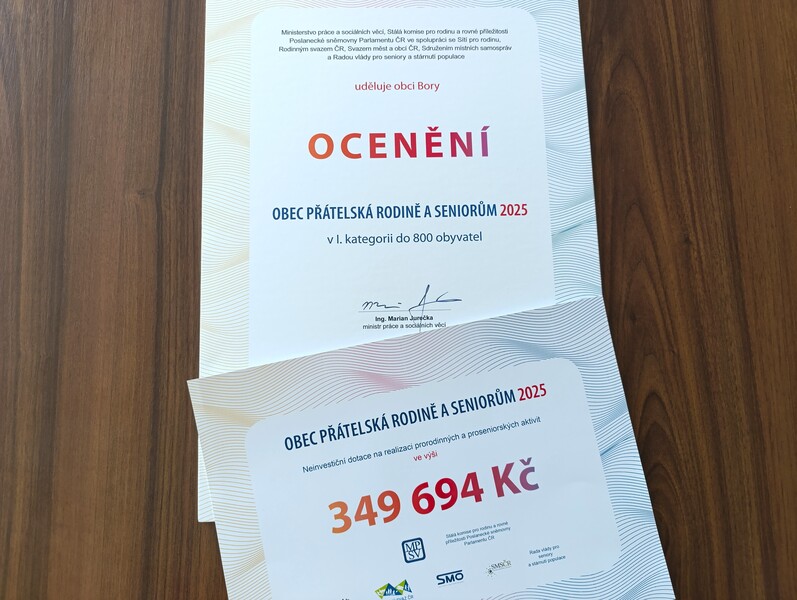 Ministerstvo práce a sociálních věcí, Stálá komise pro rodinu a rovné příležitosti
Poslanecké sněmovny Parlamentu ČR ve spolupráci se Sítí pro rodinu,
Rodinným svazem ČR, Svazem měst a obcí ČR, Sdružením místních samospráv
a Radou vlády pro seniory a stárnutí populace
uděluje obci Bory
OCENĚNÍ
OBEC PŘÁTELSKÁ RODINĚ A SENIORŮM 2025
v I. kategorii do 800 obyvatel
Ing. Marian Jurečka
ministr práce a sociálních věcí
OBEC PŘÁTELSKÁ RODINĚ A SENIORŮM 2025
Neinvestiční dotace na realizaci prorodinných a proseniorských aktivit
ve výši
349 694 Kč
MP
SV
Stálá komise pro rodinu a rovné
příležitosti Poslanecké sněmovny
Parlamentu ČR
SMO
SMSČR
Rada vlády pro
seniory
a stárnutí populace